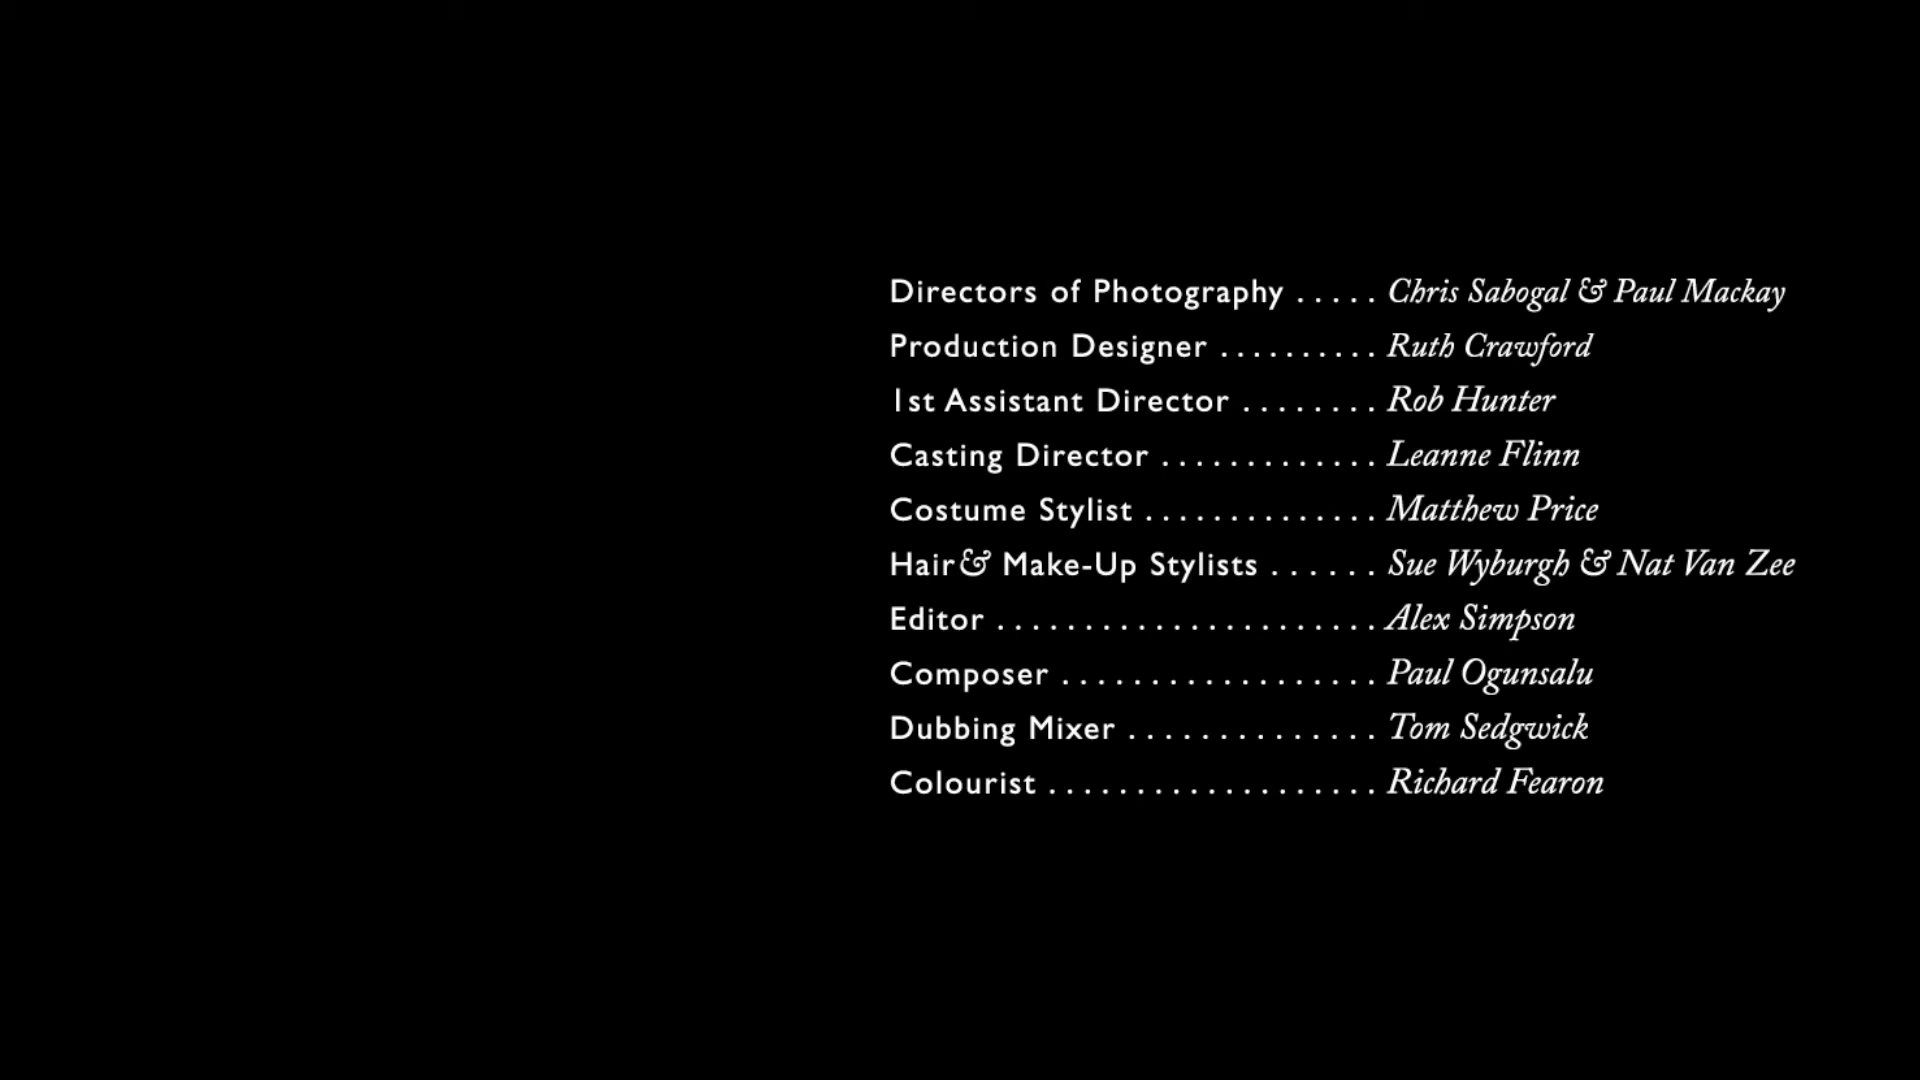 Directors of Photography ..... Chris Sabogal & Paul Mackay
Production Designer .......... Ruth Crawford
1st Assistant Director ........ Rob Hunter
Casting Director ............. Leanne Flinn
Costume Stylist .............. Matthew Price
Hair & Make-Up Stylists ...... Sue Wyburgh & Nat Van Zee
Editor ...................... Alex Simpson
Composer .................. Paul Ogunsalu
Dubbing Mixer .............. Tom Sedgwick
Colourist ................... Richard Fearon